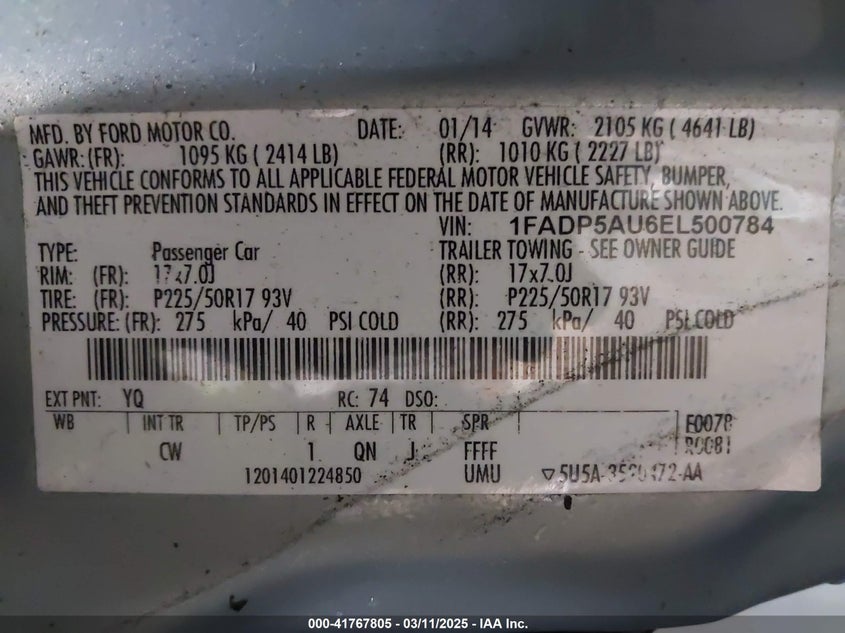 MFD. BY FORD MOTOR CO. DATE: 01/14 GVWR: 2105 KG ( 4641 LB)
GAWR: (FR): 1095 KG ( 2414 LB) (RR): 1010 KG ( 2227 LB)
THIS VEHICLE CONFORMS TO ALL APPLICABLE FEDERAL MOTOR VEHICLE SAFETY, BUMPER,
AND THEFT PREVENTION STANDARDS IN EFFECT ON THE DATE OF MANUFACTURE SHOWN ABOVE.
VIN: 1FADP5AU6EL500784
TYPE: Passenger Car TRAILER TOWING - SEE OWNER GUIDE
RIM: (FR): 17x7.0J (RR): 17x7.0J
TIRE: (FR): P225/50R17 93V (RR): P225/50R17 93V
PRESSURE: (FR): 275 kPa/ 40 PSI COLD (RR): 275 kPa/ 40 PSI COLD
EXT PNT: YQ RC: 74 DSO:
WB INT TR TP/PS R AXLE TR SPR F0078
CW 1 QN J FFFF R0081
1201401224850 UMU
000-41767805 - 03/11/2025 - IAA Inc.